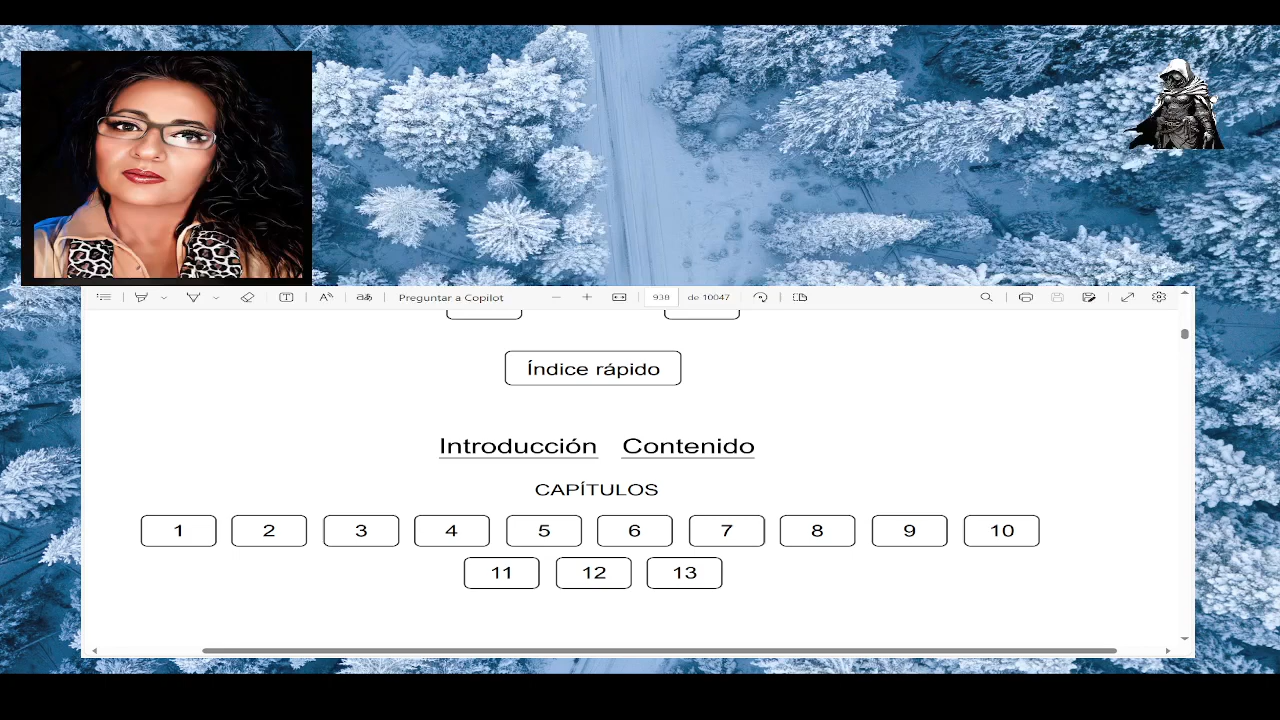 Preguntar a Copilot 938 de 10047
Índice rápido
Introducción Contenido
CAPÍTULOS
1 2 3 4 5 6 7 8 9 10
11 12 13